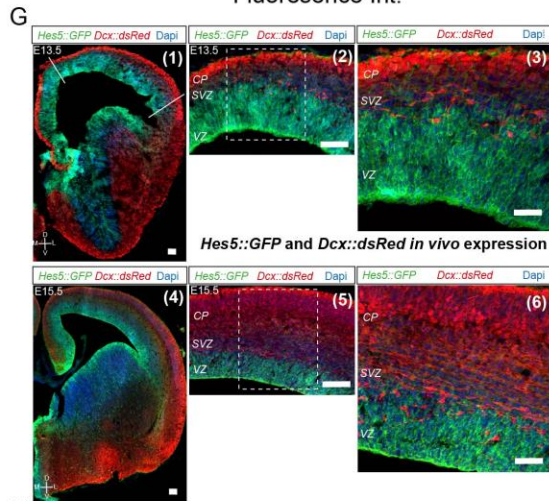 Fluorescence Int.
G
Hes5::GFP Dcx::dsRed Dapi
E13.5
(1)
D
M L
V
Hes5::GFP Dcx::dsRed Dapi
E13.5
(2)
CP
SVZ
VZ
Hes5::GFP Dcx::dsRed Dapi
(3)
CP
SVZ
VZ
Hes5::GFP and Dcx::dsRed in vivo expression
Hes5::GFP Dcx::dsRed Dapi
E15.5
(4)
D
M L
V
Hes5::GFP Dcx::dsRed Dapi
E15.5
(5)
CP
SVZ
VZ
Hes5::GFP Dcx::dsRed Dapi
(6)
CP
SVZ
VZ